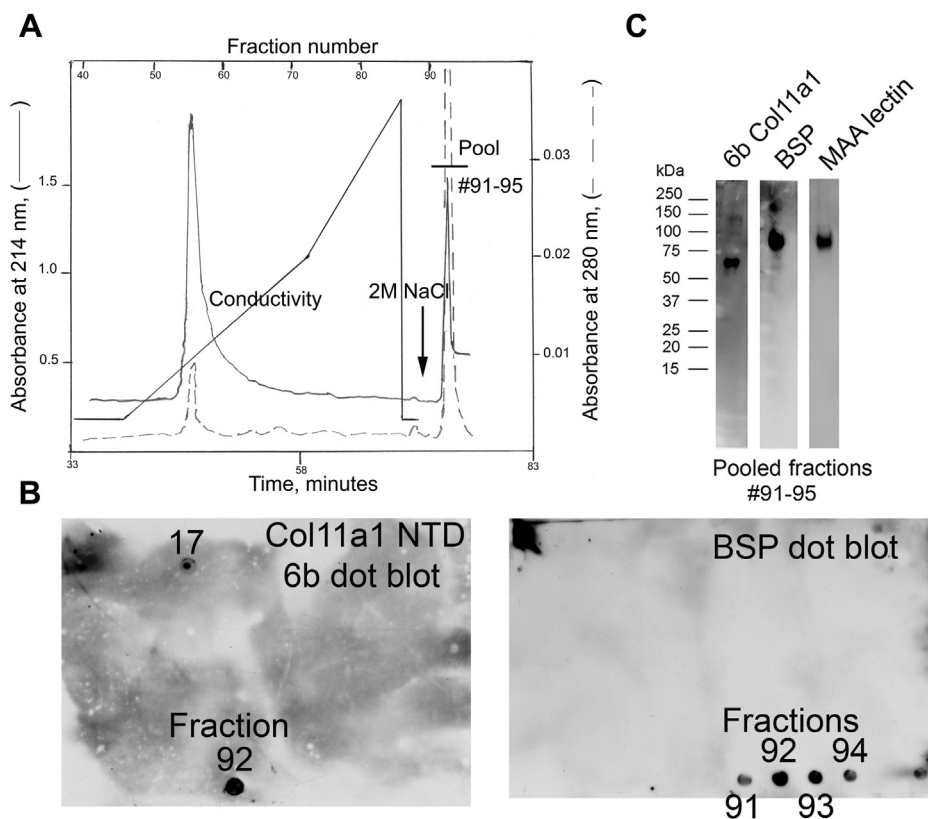 A
Fraction number
40 50 60 70 80 90
Absorbance at 214 nm, (——)
1.5
1.0
0.5
Conductivity
2M NaCl
Pool
#91-95
0.03
0.02
0.01
Absorbance at 280 nm, (— —)
33 58 83
Time, minutes
C
6b Col11a1
BSP
MAA lectin
kDa
250
150
100
75
50
37
25
20
15
Pooled fractions
#91-95
B
17
Col11a1 NTD
6b dot blot
Fraction
92
BSP dot blot
Fractions
92 94
91 93